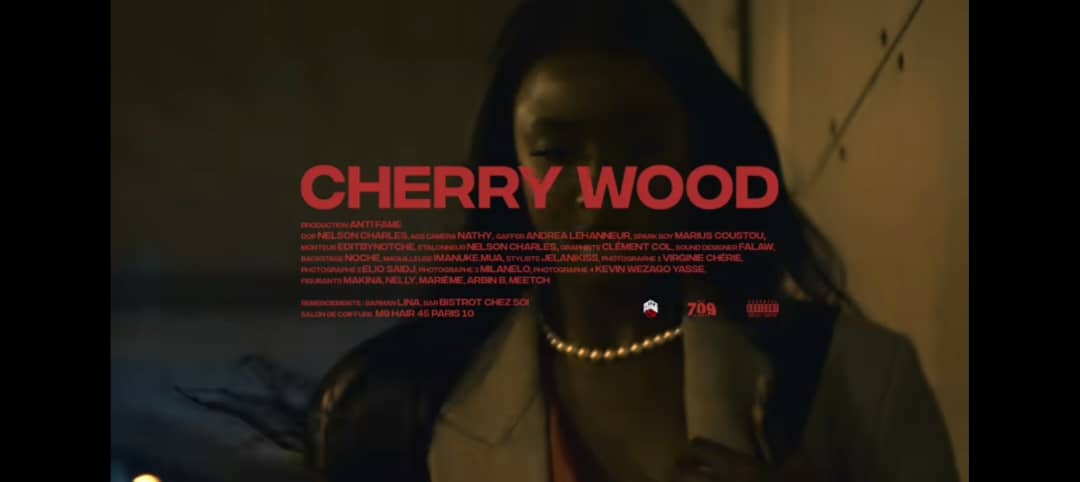 CHERRY WOOD
PRODUCTION ANTI FAME
DOP NELSON CHARLES, ASS CAMERA NATHY, GAFFER ANDREA LEHANNEUR, SPARK BOY MARIUS COUSTOU,
MONTEUR EDITBYNOTCHE, ETALONNEUR NELSON CHARLES, GRAPHISTE CLÉMENT COL, SOUND DESIGNER FALAW,
BACKSTAGE NOCHE, MAQUILLEUSE IMANUKE.MUA, STYLISTE JELANIKISS, PHOTOGRAPHE 1 VIRGINIE CHÉRIE,
PHOTOGRAPHE 2 ELIO SAIDJ, PHOTOGRAPHE 3 MILANELO, PHOTOGRAPHE 4 KEVIN WEZAGO YASSE,
FIGURANTS MAKINA, NELLY, MARIÈME, ARBIN B, MEETCH
REMERCIEMENTS : BARMAN LINA, BAR BISTROT CHEZ SOI
SALON DE COIFFURE M9 HAIR 45 PARIS 10
709